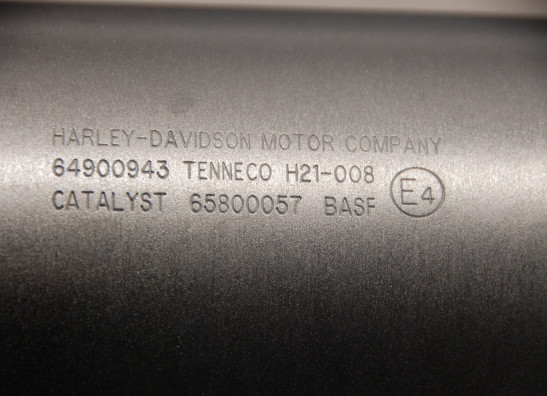 HARLEY-DAVIDSON MOTOR COMPANY
64900943 TENNECO H21-008
CATALYST 65800057 BASF
E4